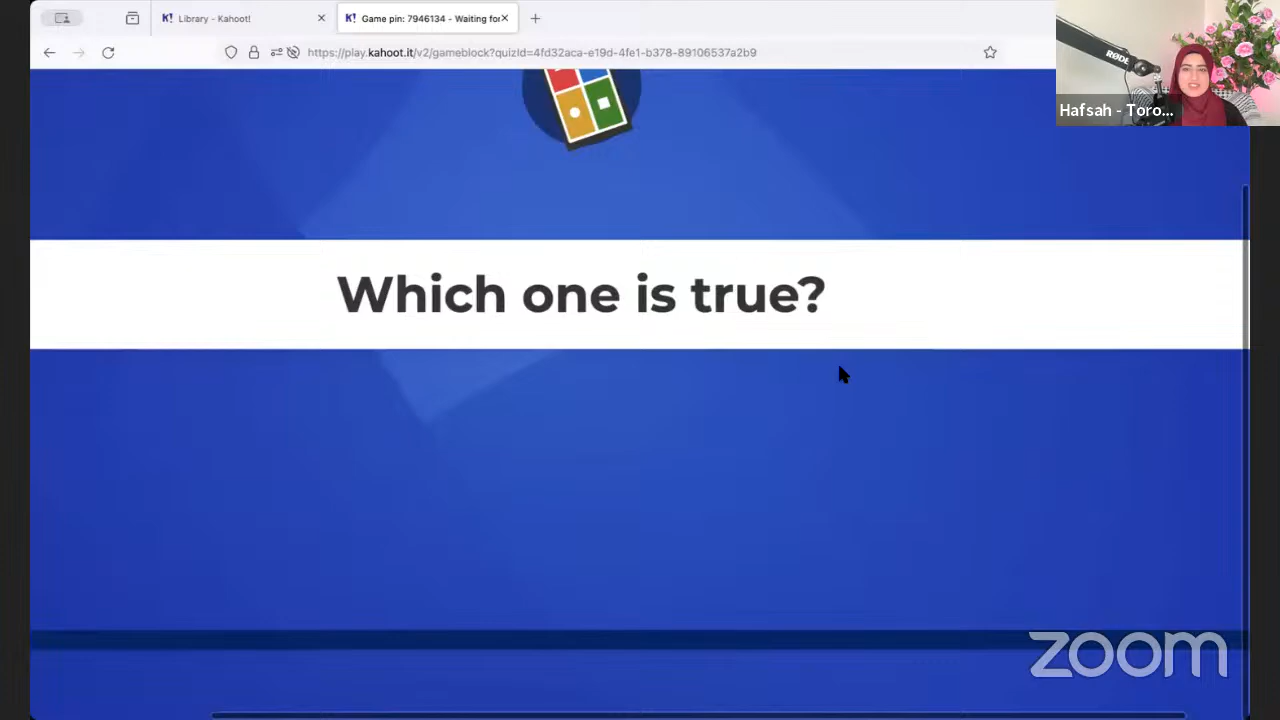 Library - Kahoot!
Game pin: 7946134 - Waiting for
https://play.kahoot.it/v2/gameblock?quizId=4fd32aca-e19d-4fe1-b378-89106537a2b9
RØDE
Hafsah - Toro...
Which one is true?
zoom